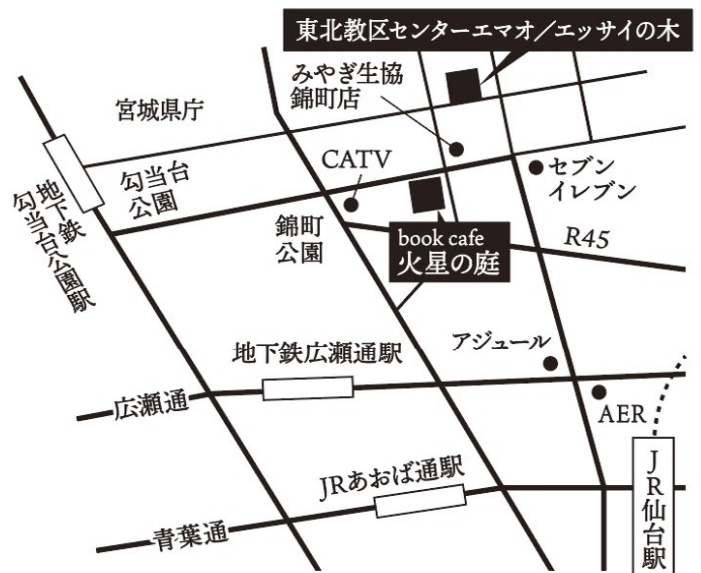 東北教区センターエマオ／エッサイの木
みやぎ生協
錦町店
宮城県庁
CATV
勾当台
公園
セブン
イレブン
地下鉄
勾当台公園駅
錦町
公園
book cafe
火星の庭
R45
地下鉄広瀬通駅
アジュール
広瀬通
AER
JRあおば通駅
JR仙台駅
青葉通